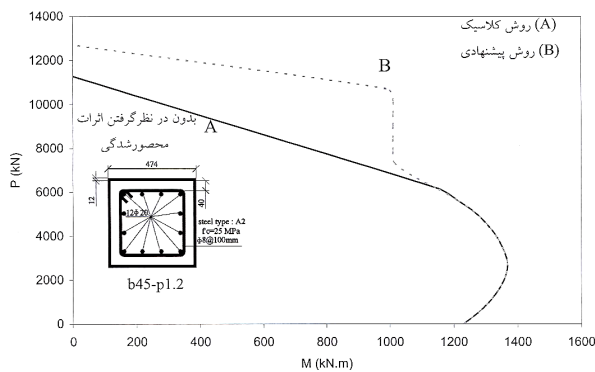 14000
12000
10000
8000
6000
4000
2000
0
P (kN)
(A) روش کلاسیک
(B) روش پیشنهادی
B
A
بدون در نظرگرفتن اثرات
محصورشدگی
474
12
40
12Φ 20
steel type : A2
f'c=25 MPa
ϕ8@100mm
b45-p1.2
0 200 400 600 800 1000 1200 1400 1600
M (kN.m)